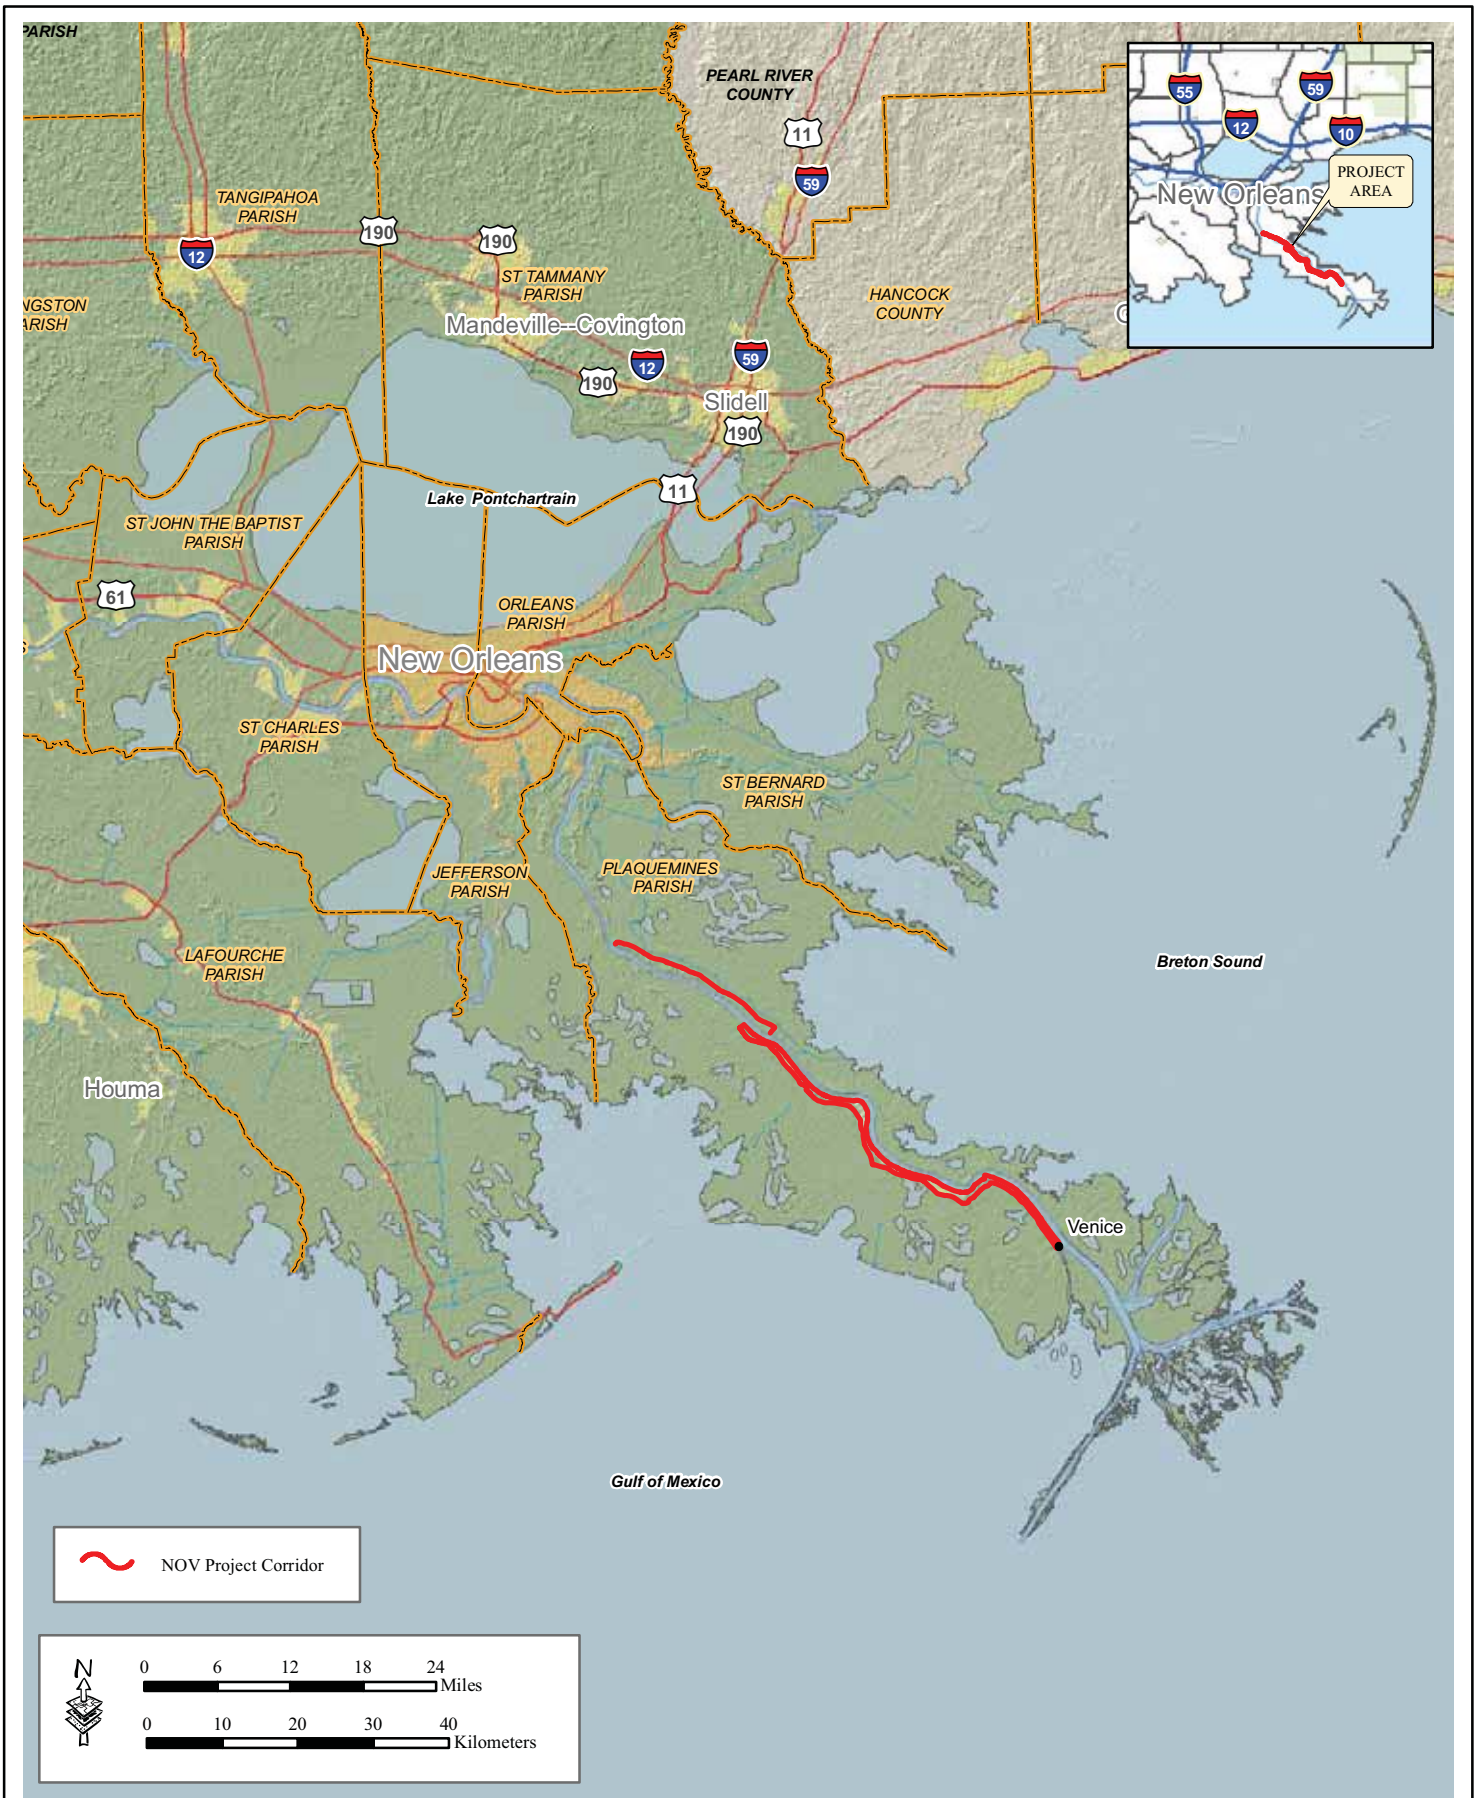 PARISH
PEARL RIVER
COUNTY
11
59
55
59
12
10
PROJECT
AREA
New Orleans
TANGIPAHOA
PARISH
190
190
12
ST TAMMANY
PARISH
NGSTON
ARISH
HANCOCK
COUNTY
Mandeville--Covington
12
59
190
Slidell
190
11
Lake Pontchartrain
ST JOHN THE BAPTIST
PARISH
61
ORLEANS
PARISH
New Orleans
ST CHARLES
PARISH
ST BERNARD
PARISH
JEFFERSON
PARISH
PLAQUEMINES
PARISH
LAFOURCHE
PARISH
Breton Sound
Houma
Venice
Gulf of Mexico
NOV Project Corridor
N
0 6 12 18 24
Miles
0 10 20 30 40
Kilometers